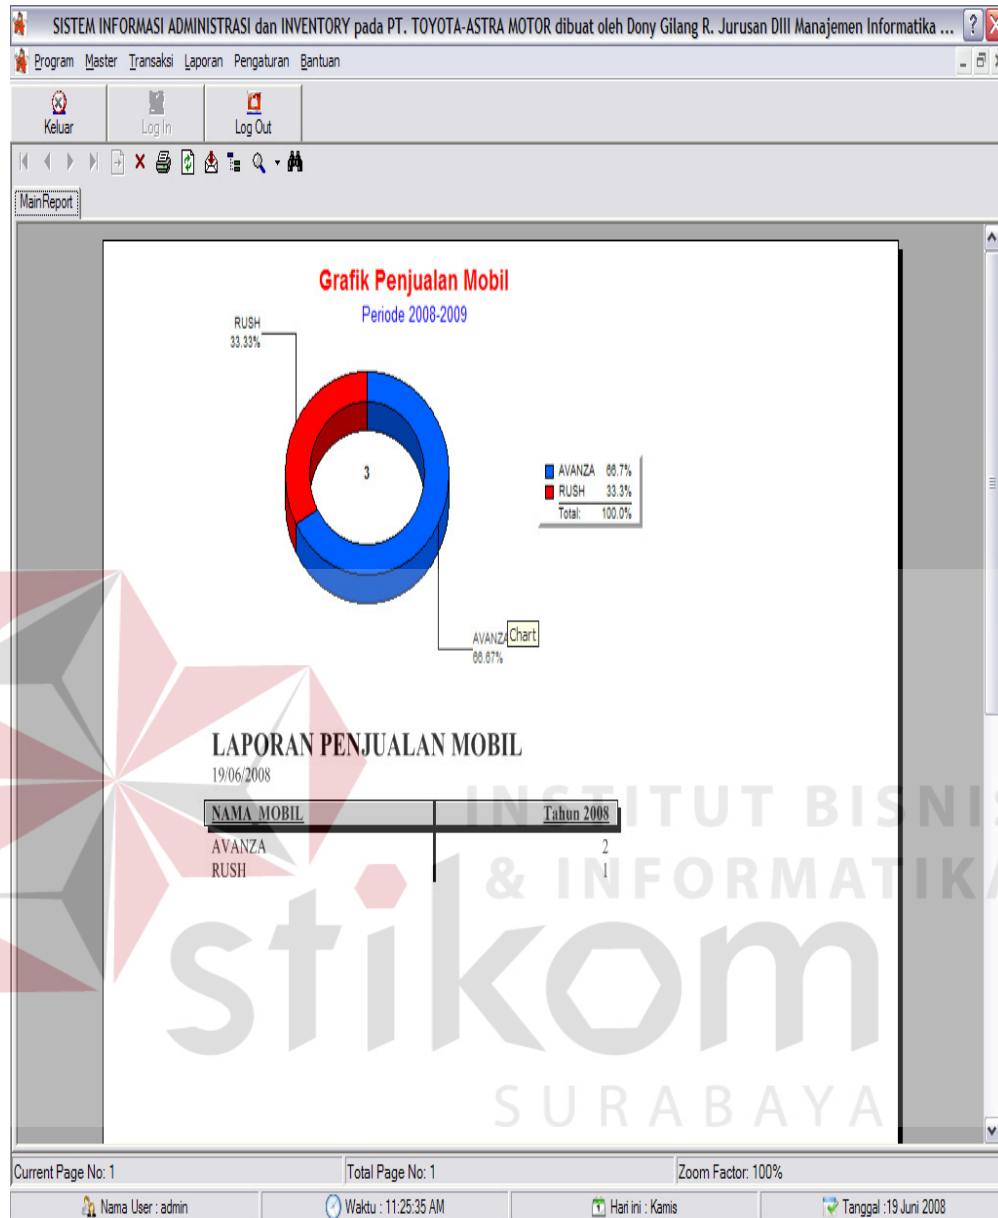 SISTEM INFORMASI ADMINISTRASI dan INVENTORY pada PT. TOYOTA-ASTRA MOTOR dibuat oleh Dony Gilang R. Jurusan DIII Manajemen Informatika ...
Program Master Transaksi Laporan Pengaturan Bantuan
Keluar Log In Log Out
MainReport
Grafik Penjualan Mobil
Periode 2008-2009
RUSH
33.33%
3
AVANZA 66.7%
RUSH 33.3%
Total: 100.0%
AVANZA
66.67%
Chart
LAPORAN PENJUALAN MOBIL
19/06/2008
NAMA_MOBIL Tahun 2008
AVANZA 2
RUSH 1
INSTITUT BISNIS
& INFORMATIKA
stikom
SURABAYA
Current Page No: 1 Total Page No: 1 Zoom Factor: 100%
Nama User : admin Waktu : 11:25:35 AM Hari ini : Kamis Tanggal :19 Juni 2008